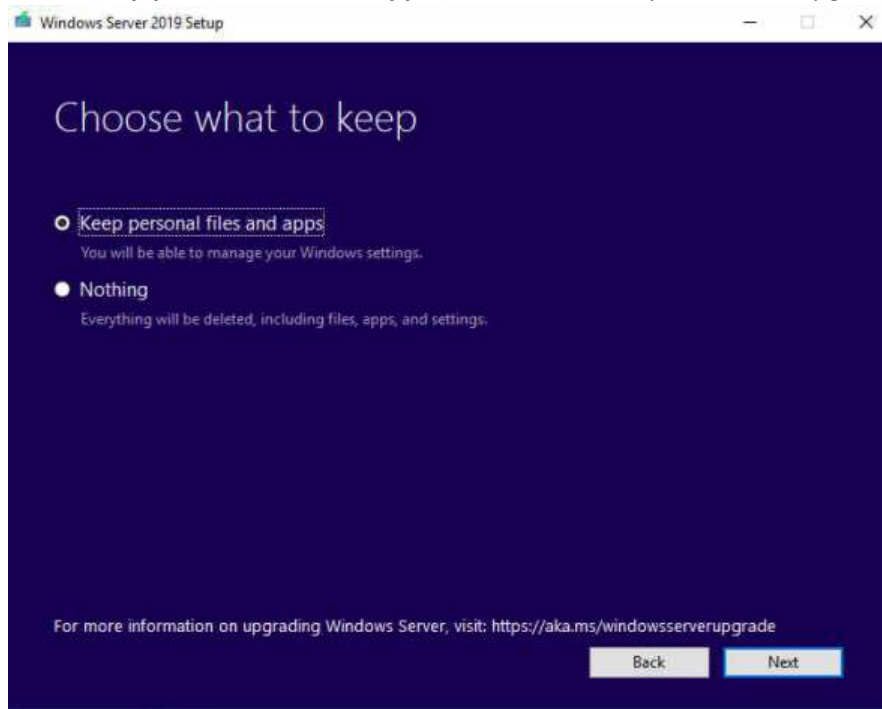 Windows Server 2019 Setup
Choose what to keep
Keep personal files and apps
You will be able to manage your Windows settings.
Nothing
Everything will be deleted, including files, apps, and settings.
For more information on upgrading Windows Server, visit: https://aka.ms/windowsserverupgrade
Back Next